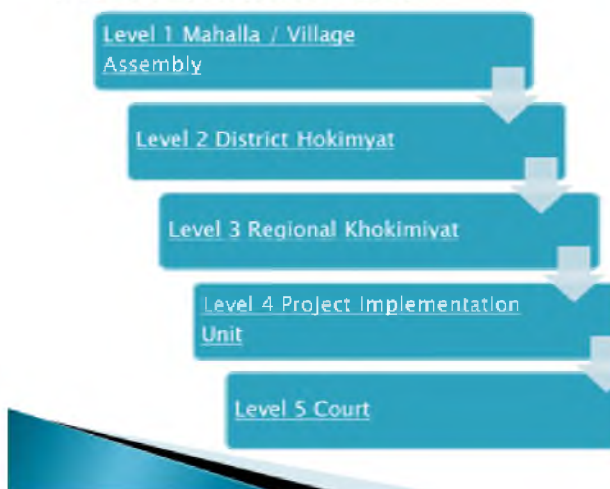 Level 1 Mahalla / Village
Assembly
Level 2 District Hokimyat
Level 3 Regional Khokimiyat
Level 4 Project Implementation
Unit
Level 5 Court